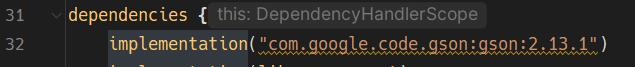 31 dependencies { this: DependencyHandlerScope
32 implementation("com.google.code.gson:gson:2.13.1")